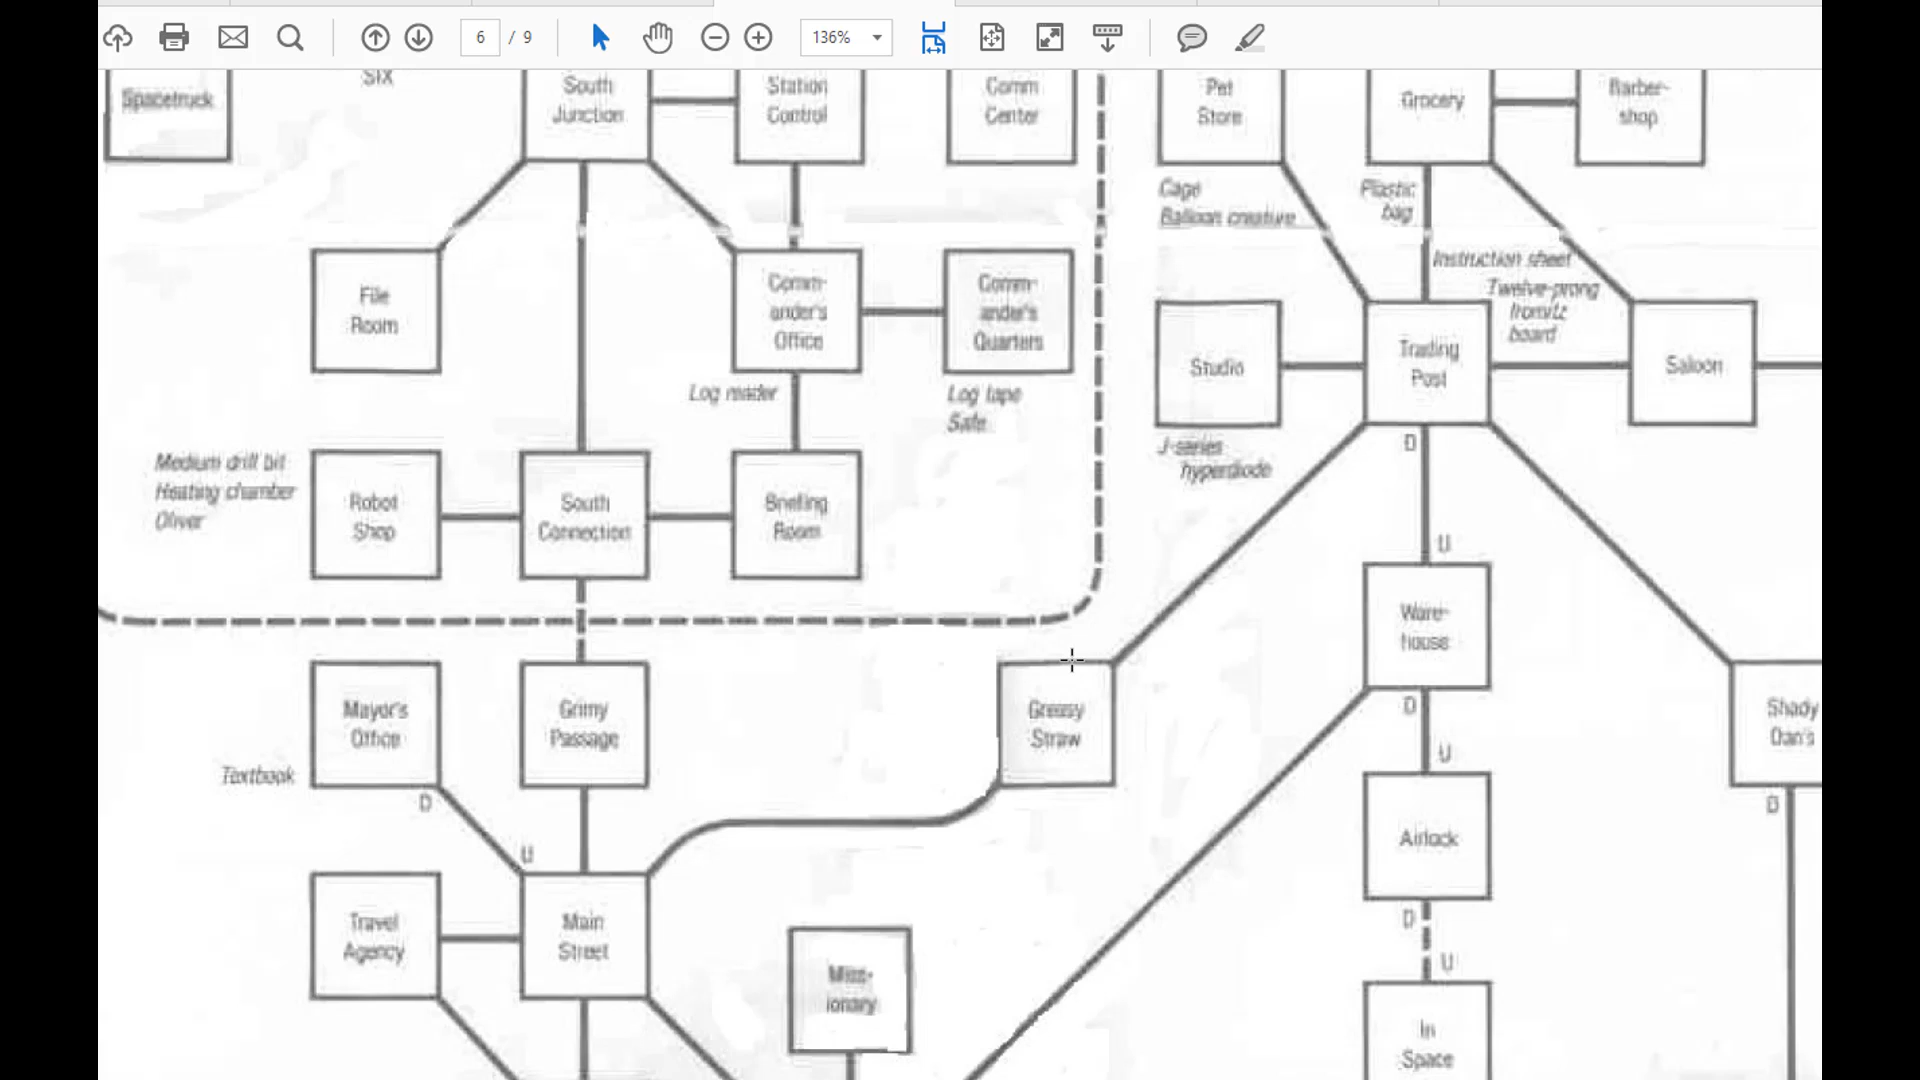 6 / 9
136%
Spacetruck
SIX
South
Junction
Station
Control
Comm
Center
Pet
Store
Grocery
Barber-
shop
Cage
Balloon creature
Plastic
bag
File
Room
Comm-
ander's
Office
Comm-
ander's
Quarters
Log reader
Log tape
Safe
Instruction sheet
Twelve-prong
fromitz
board
Studio
Trading
Post
Saloon
J-series
hyperdiode
D
U
Medium drill bit
Heating chamber
Oliver
Robot
Shop
South
Connection
Briefing
Room
Ware-
house
D
U
Mayor's
Office
Grimy
Passage
Greasy
Straw
Shady
Dan's
D
Textbook
D
U
Airlock
D
U
Travel
Agency
Main
Street
Miss-
ionary
In
Space